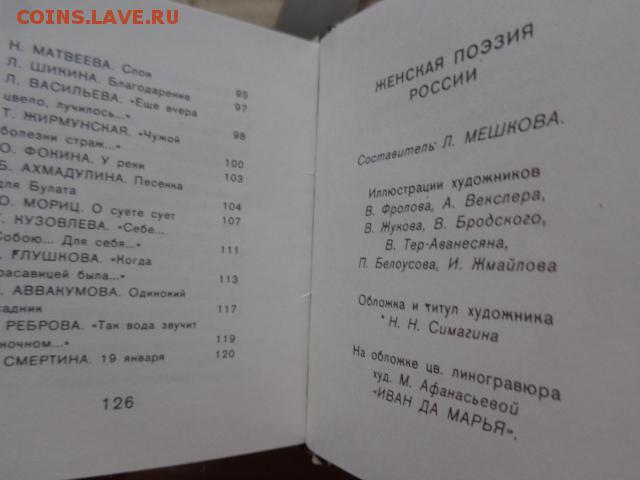 COINS.LAVE.RU
Н. МАТВЕЕВА. Слон 95
Л. ШИКИНА. Благодарение 97
Л. ВАСИЛЬЕВА. «Еще вчера
цвело, лучилось...» 98
Т. ЖИРМУНСКАЯ. «Чужой
болезни страж...» 100
О. ФОКИНА. У реки 103
Б. АХМАДУЛИНА. Песенка
для Булата 104
Ю. МОРИЦ. О суете сует 107
КУЗОВЛЕВА. «Себе...
Собою... Для себя...» 111
ГЛУШКОВА. «Когда
красавицей была...» 113
АВВАКУМОВА. Одинокий
всадник 117
РЕБРОВА. «Так вода звучит
ночном...» 119
СМЕРТИНА. 19 января 120
126
ЖЕНСКАЯ ПОЭЗИЯ
РОССИИ
Составитель: Л. МЕШКОВА.
Иллюстрации художников
В. Фролова, А. Векслера,
В. Жукова, В. Бродского,
В. Тер-Аванесяна,
П. Белоусова, И. Жмайлова
Обложка и титул художника
Н. Н. Симагина
На обложке цв. линогравюра
худ. М. Афанасьевой
«ИВАН ДА МАРЬЯ».